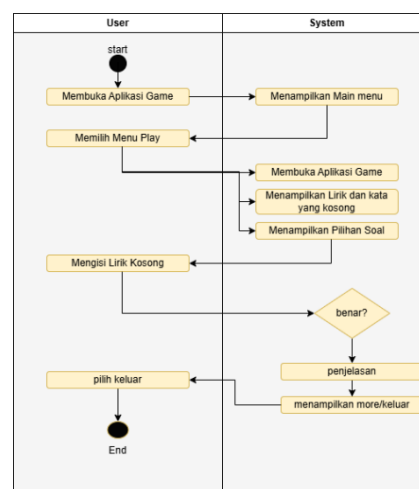 User
System
start
Membuka Aplikasi Game
Menampilkan Main menu
Memilih Menu Play
Membuka Aplikasi Game
Menampilkan Lirik dan kata
yang kosong
Menampilkan Pilihan Soal
Mengisi Lirik Kosong
benar?
penjelasan
pilih keluar
menampilkan more/keluar
End